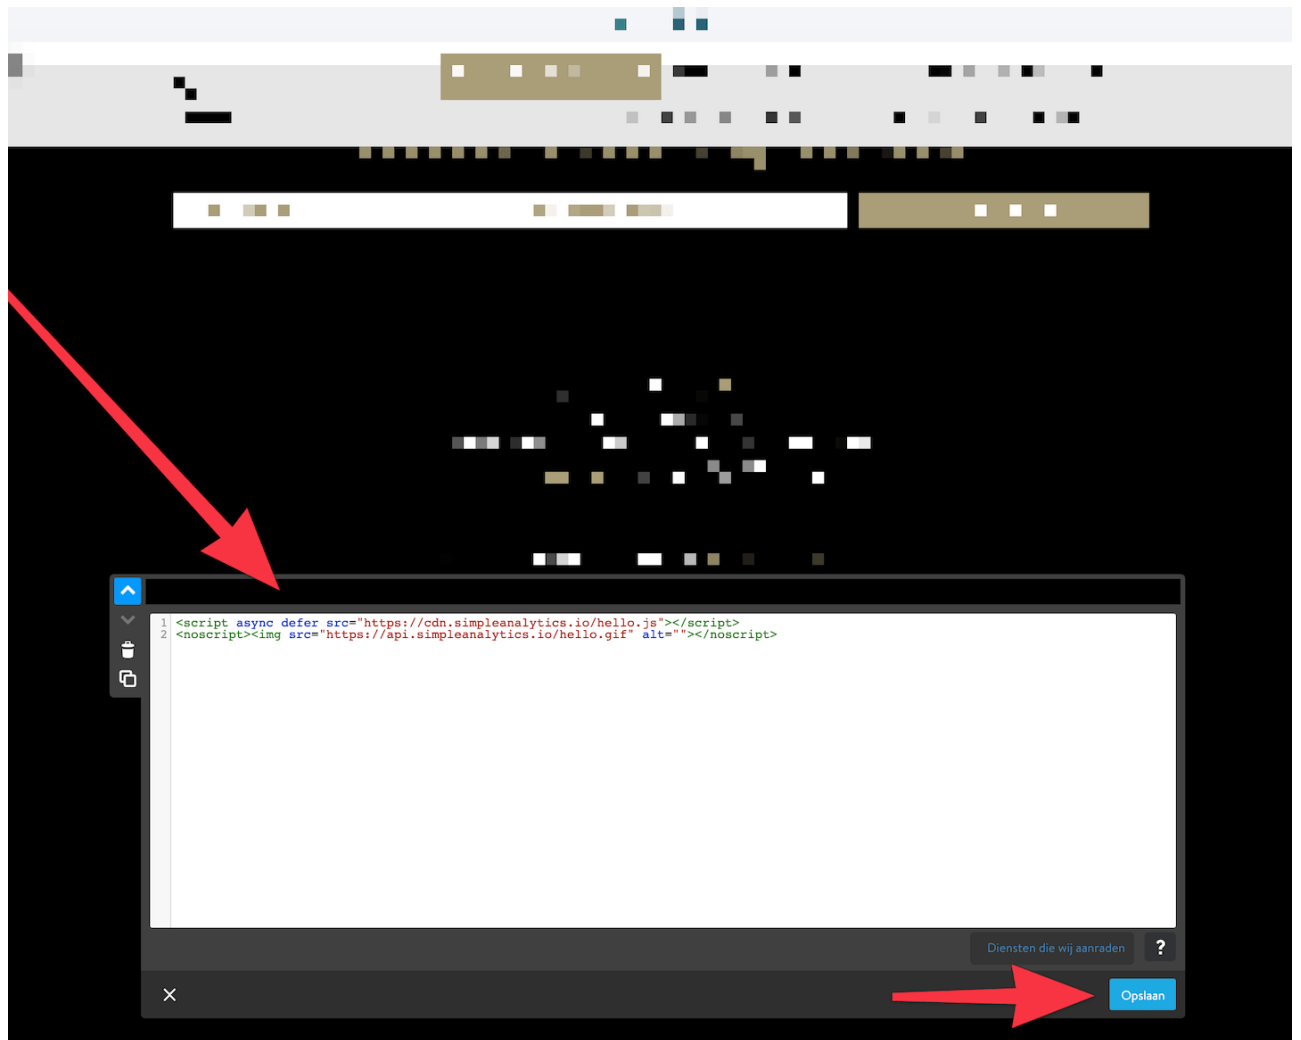 1 <script async defer src="https://cdn.simpleanalytics.io/hello.js"></script>
2 <noscript><img src="https://api.simpleanalytics.io/hello.gif" alt=""></noscript>
Diensten die wij aanraden ?
Opslaan